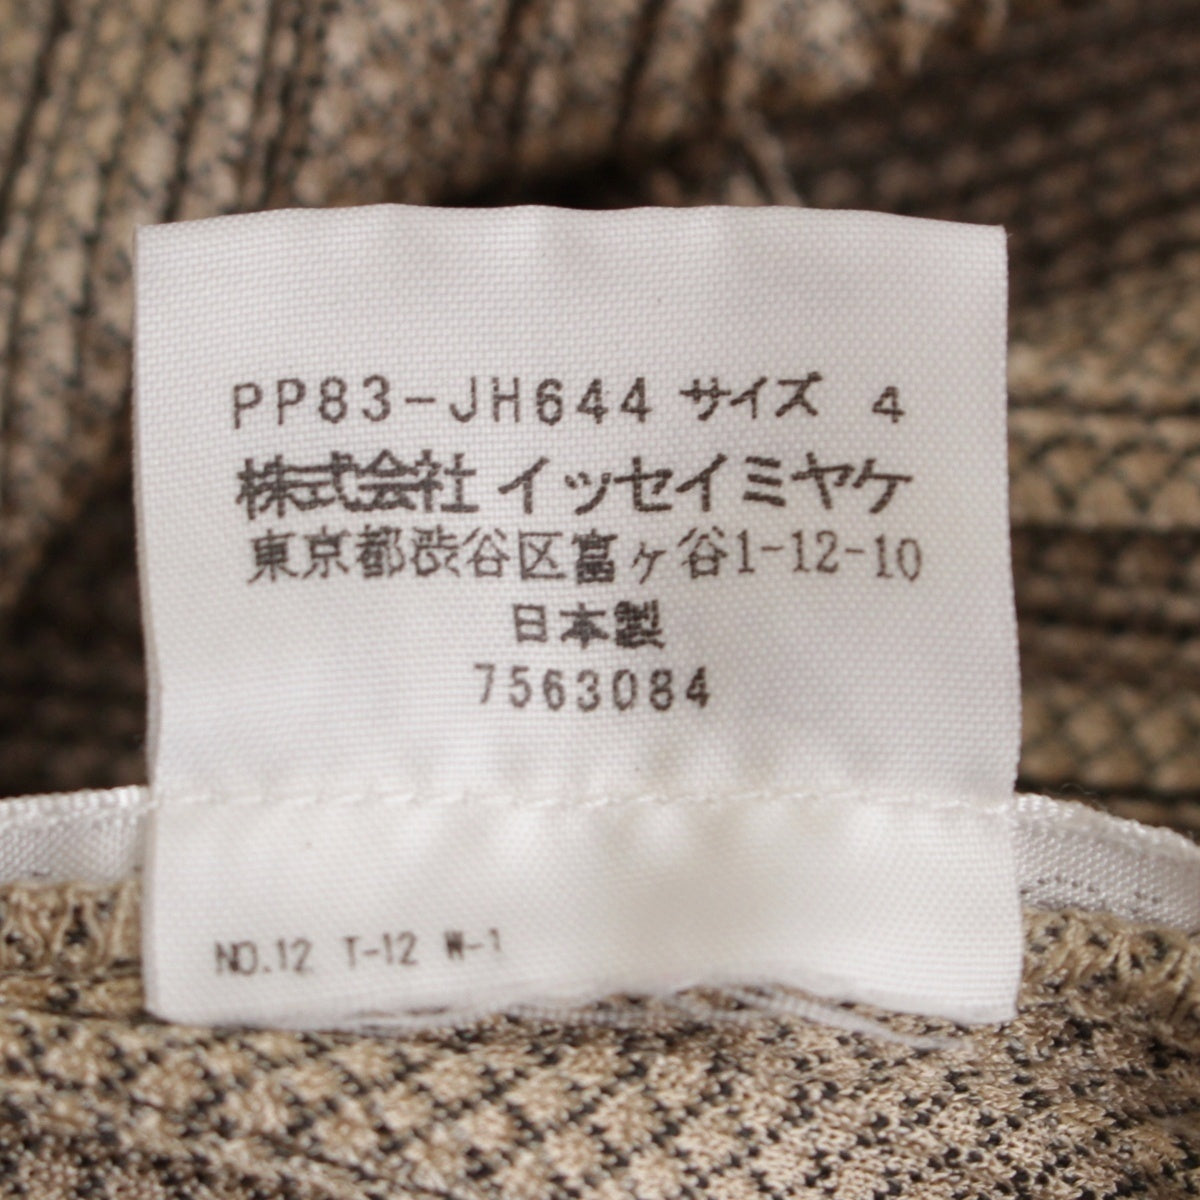 PP83-JH644 サイズ 4
株式会社 イッセイミヤケ
東京都渋谷区富ヶ谷1-12-10
日本製
7563084
NO.12 T-12 W-1